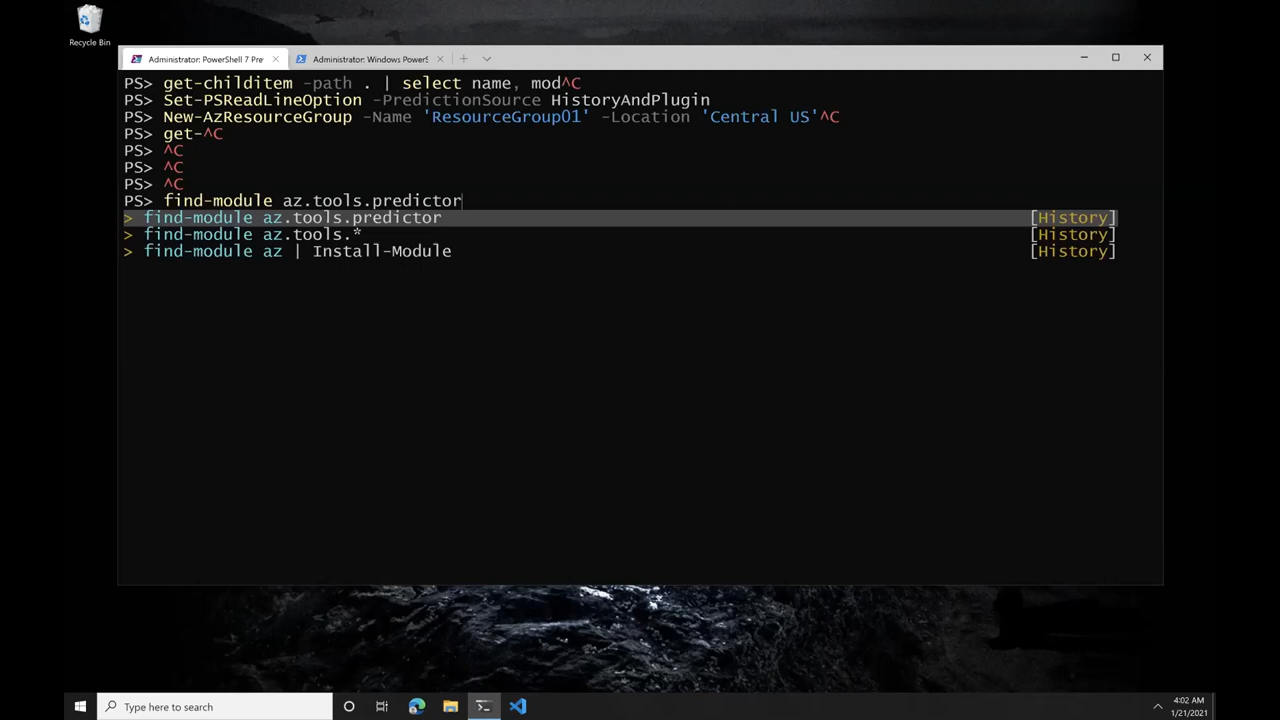 Recycle Bin
Administrator: PowerShell 7 Pre
Administrator: Windows PowerS
PS> get-childitem -path . | select name, mod^C
PS> Set-PSReadLineOption -PredictionSource HistoryAndPlugin
PS> New-AzResourceGroup -Name 'ResourceGroup01' -Location 'Central US'^C
PS> get-^C
PS> ^C
PS> ^C
PS> ^C
PS> find-module az.tools.predictor
> find-module az.tools.predictor [History]
> find-module az.tools.* [History]
> find-module az | Install-Module [History]
Type here to search
4:02 AM
1/21/2021